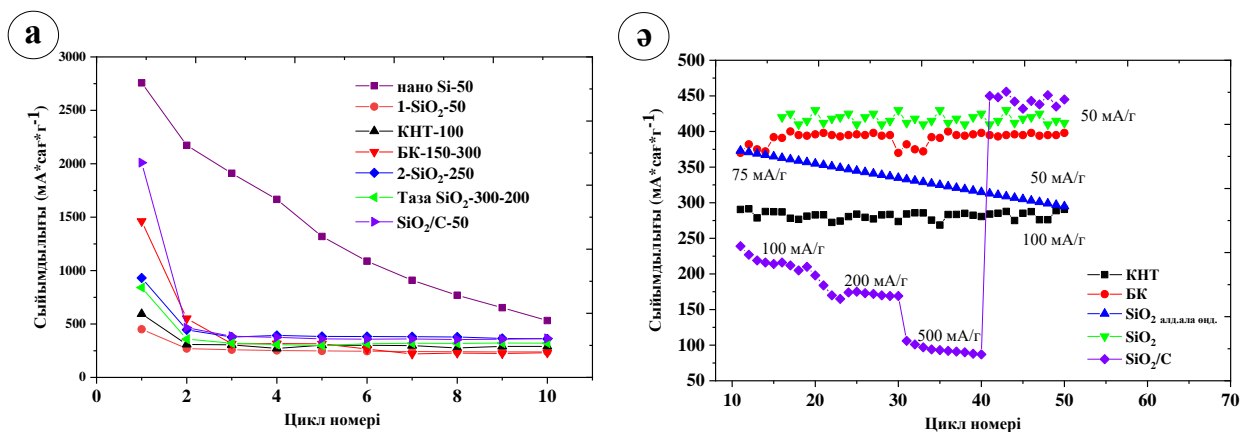 а
3000
2500
2000
1500
1000
500
0
Сыйымдылығы (мА*сағ*г-1)
0 2 4 6 8 10
Цикл номері
нано Si-50
1-SiO2-50
КНТ-100
БК-150-300
2-SiO2-250
Таза SiO2-300-200
SiO2/C-50
ә
500
450
400
350
300
250
200
150
100
50
Сыйымдылығы (мА*сағ*г-1)
10 20 30 40 50 60 70
Цикл номері
50 мА/г
75 мА/г
50 мА/г
100 мА/г
100 мА/г
200 мА/г
500 мА/г
КНТ
БК
SiO2 алд.ала өнд.
SiO2
SiO2/C